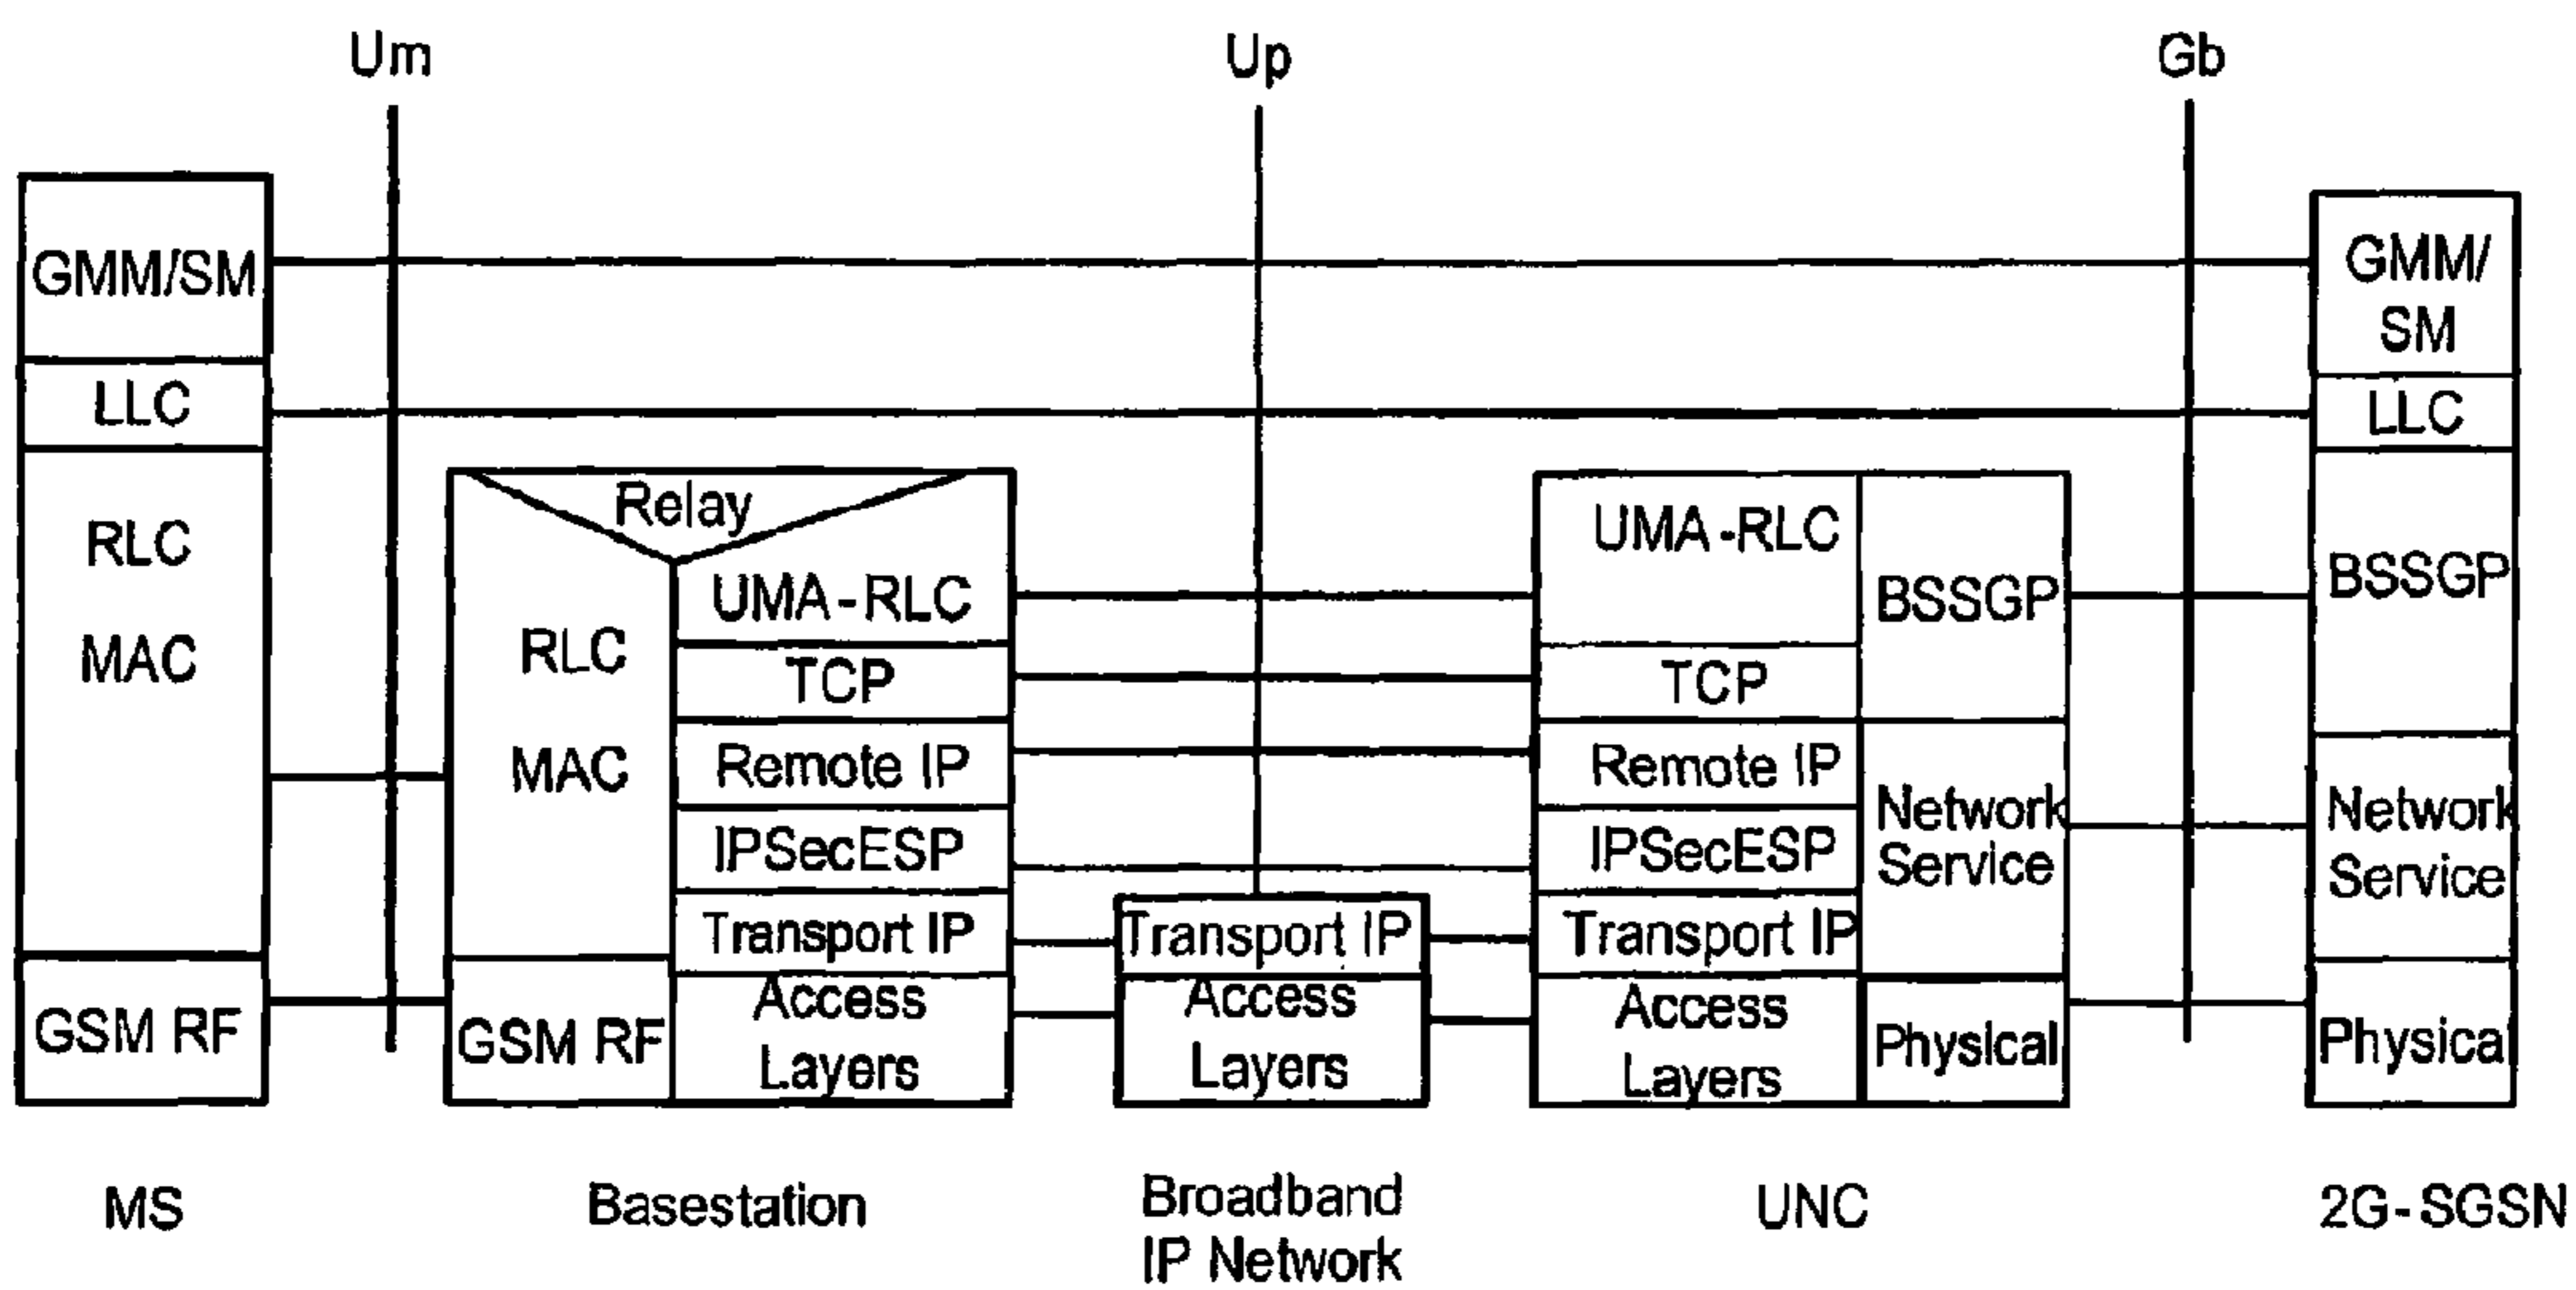 Um
Up
Gb
GMM/SM
LLC
RLC
MAC
GSM RF
Relay
RLC
MAC
GSM RF
UMA-RLC
TCP
Remote IP
IPSecESP
Transport IP
Access
Layers
Transport IP
Access
Layers
UMA-RLC
TCP
Remote IP
IPSecESP
Transport IP
Access
Layers
BSSGP
Network
Service
Physical
GMM/
SM
LLC
BSSGP
Network
Service
Physical
MS
Basestation
Broadband
IP Network
UNC
2G-SGSN